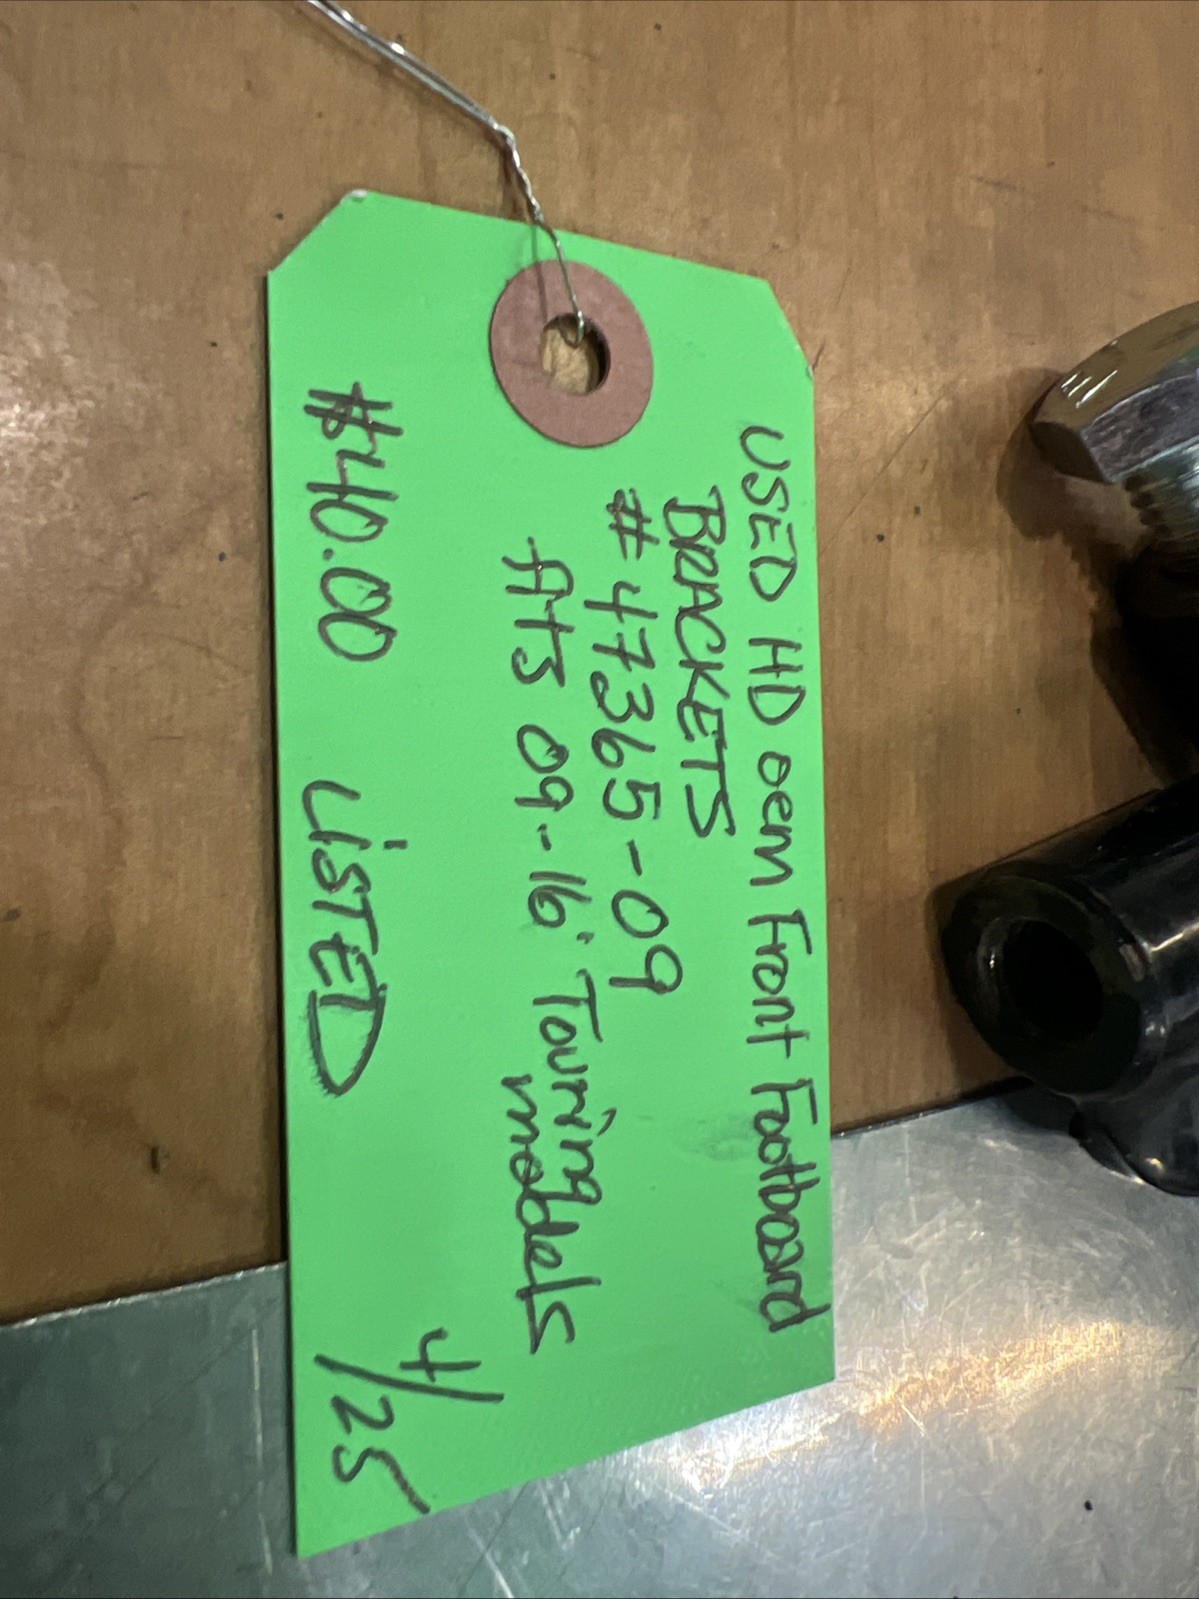 USED HD oem Front Footboard
BRACKETS
# 47365-09
fits 09-16 Touring
models
$40.00 LiSTED 4/25